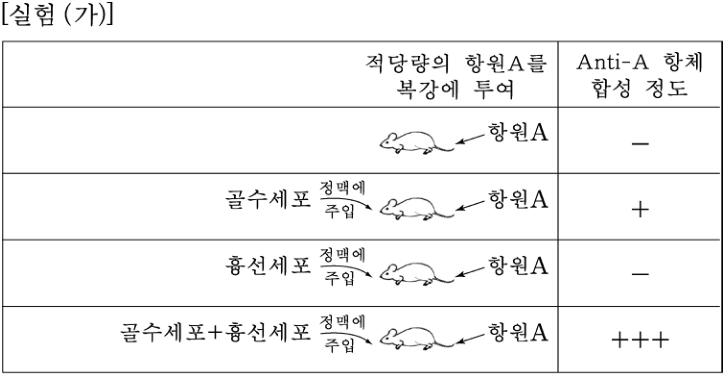 [실험 (가)]
적당량의 항원A를 복강에 투여
Anti-A 항체 합성 정도
항원A
−
골수세포 정맥에 주입 항원A
+
흉선세포 정맥에 주입 항원A
−
골수세포+흉선세포 정맥에 주입 항원A
+++